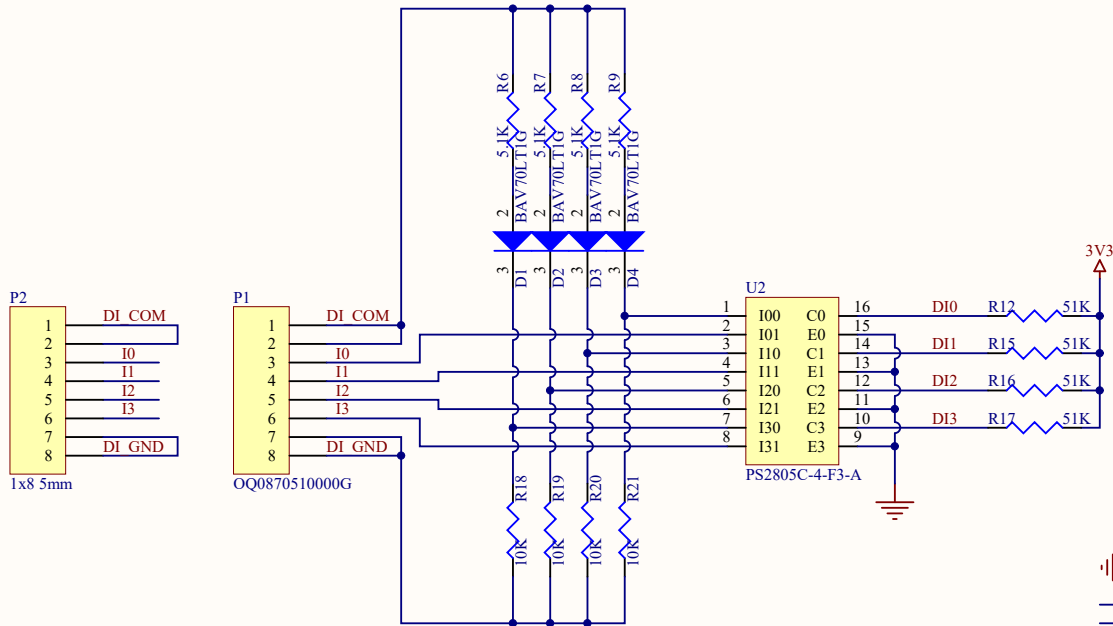 P2
1
2
3
4
5
6
7
8
DI_COM
I0
I1
I2
I3
DI_GND
1x8 5mm
P1
1
2
3
4
5
6
7
8
DI_COM
I0
I1
I2
I3
DI_GND
OQ0870510000G
R6
5.1K
R7
5.1K
R8
5.1K
R9
5.1K
BAV70LT1G
BAV70LT1G
BAV70LT1G
BAV70LT1G
2
2
2
2
3
3
3
3
D1
D2
D3
D4
R18
10K
R19
10K
R20
10K
R21
10K
U2
1 I00 C0 16
2 I01 E0 15
3 I10 C1 14
4 I11 E1 13
5 I20 C2 12
6 I21 E2 11
7 I30 C3 10
8 I31 E3 9
PS2805C-4-F3-A
3V3
DI0 R12 51K
DI1 R15 51K
DI2 R16 51K
DI3 R17 51K